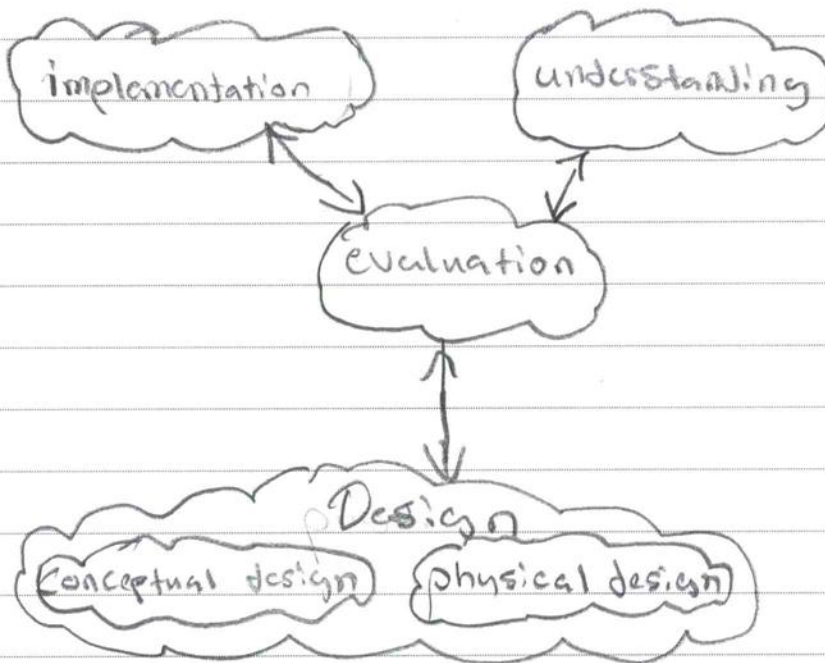 implementation
understanding
evaluation
Design
conceptual design
physical design